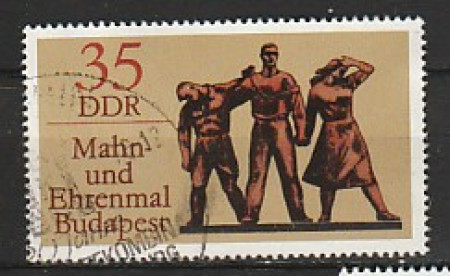 35
DDR
Mahn
und
Ehrenmal
Budapest